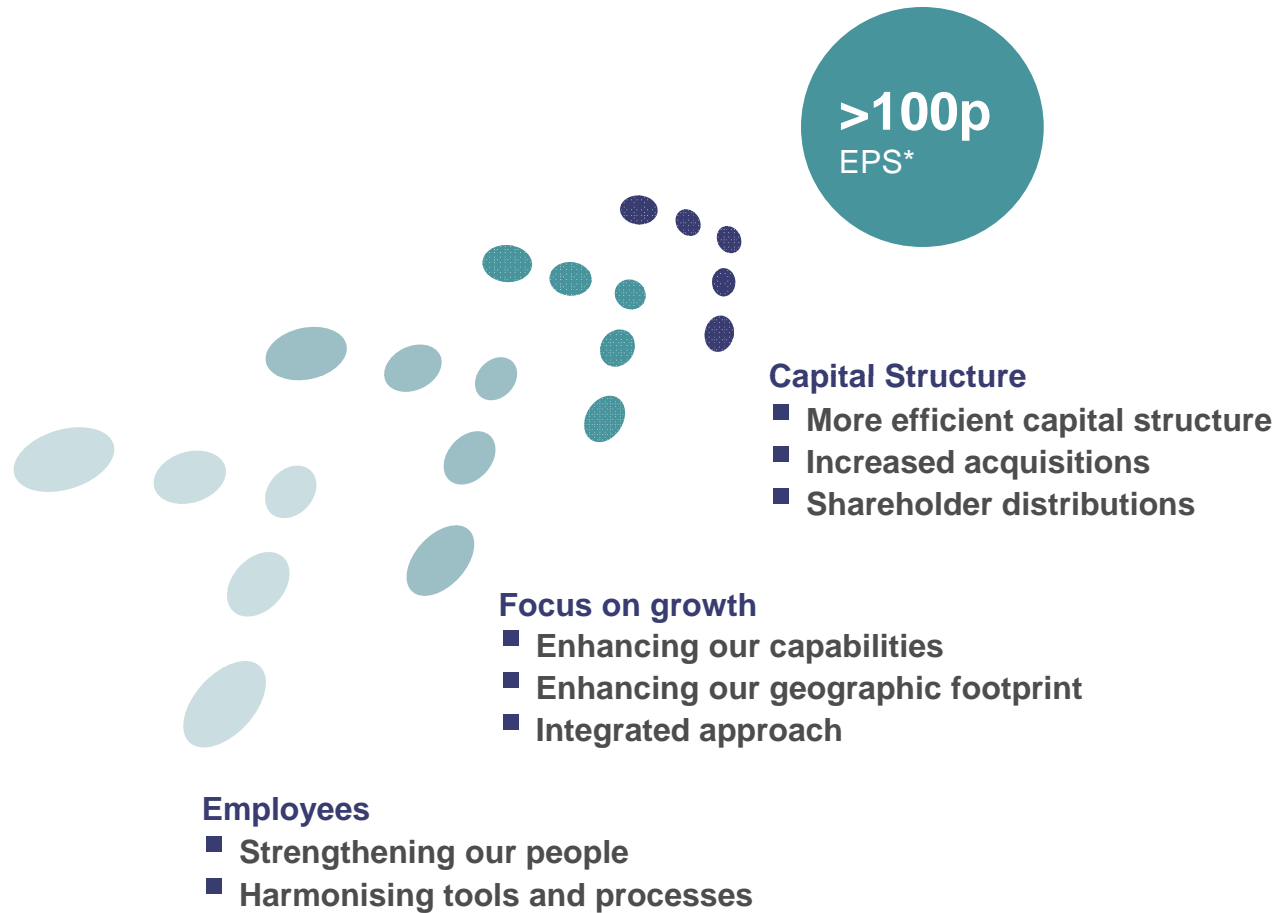 >100p
EPS*
Capital Structure
More efficient capital structure
Increased acquisitions
Shareholder distributions
Focus on growth
Enhancing our capabilities
Enhancing our geographic footprint
Integrated approach
Employees
Strengthening our people
Harmonising tools and processes